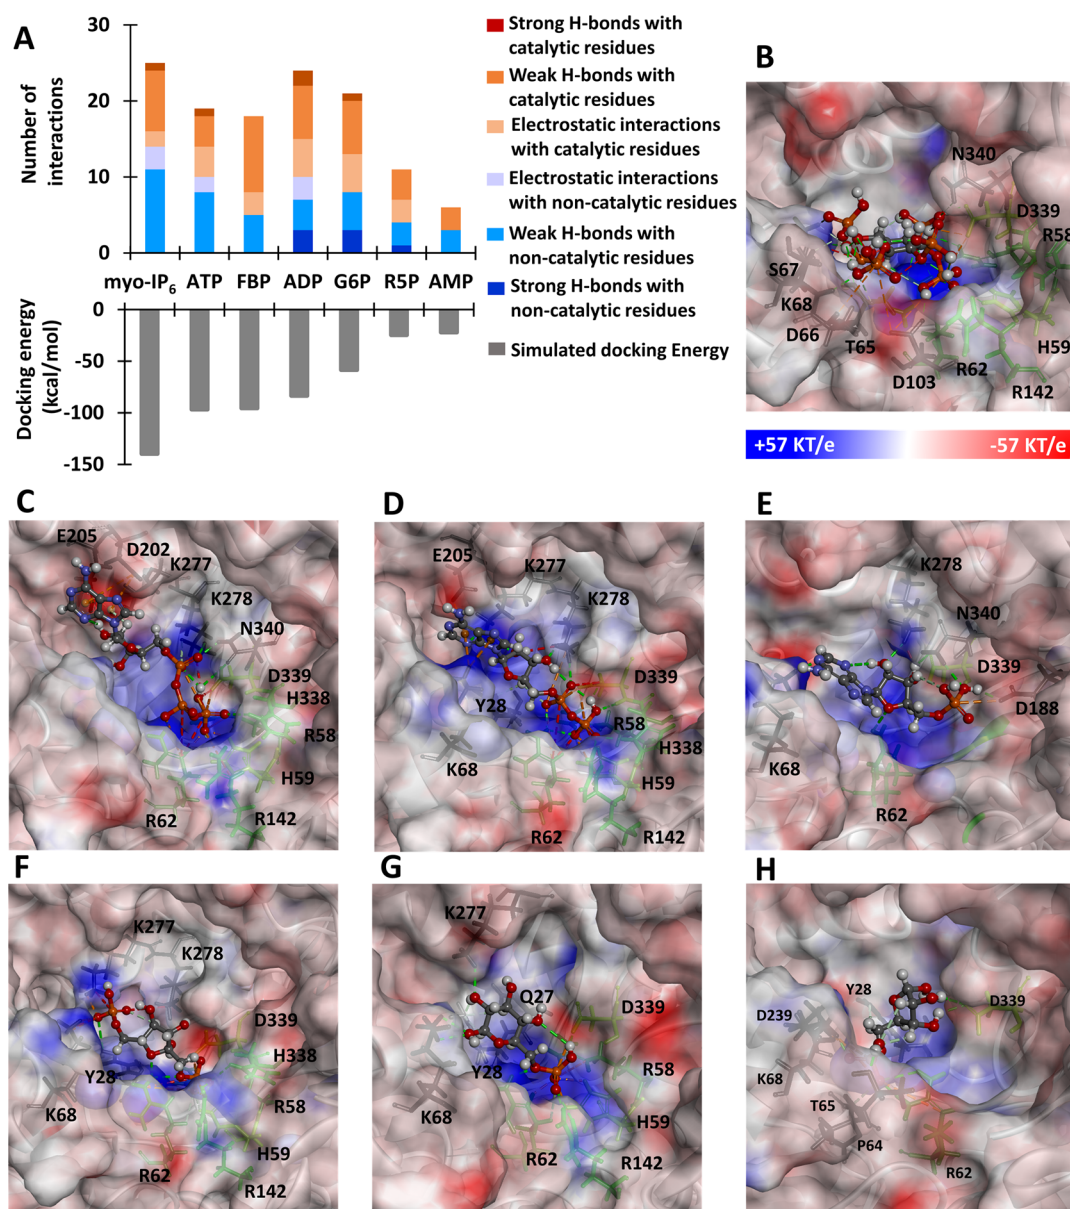 A
Number of
interactions
30
20
10
0
myo-IP6 ATP FBP ADP G6P R5P AMP
Docking energy
(kcal/mol)
0
-50
-100
-150
Strong H-bonds with
catalytic residues
Weak H-bonds with
catalytic residues
Electrostatic interactions
with catalytic residues
Electrostatic interactions
with non-catalytic residues
Weak H-bonds with
non-catalytic residues
Strong H-bonds with
non-catalytic residues
Simulated docking Energy
B
N340
D339
R58
S67
K68
D66
T65
D103
R62
H59
R142
+57 KT/e -57 KT/e
C
E205
D202
K277
K278
N340
D339
H338
R58
H59
R62
R142
D
E205
K277
K278
D339
Y28
R58
H338
K68
H59
R62
R142
E
K278
N340
D339
D188
K68
R62
F
K277
K278
D339
H338
Y28
K68
R58
H59
R62
R142
G
K277
Q27
D339
Y28
R58
K68
H59
R62
R142
H
Y28
D339
D239
K68
T65
P64
R62